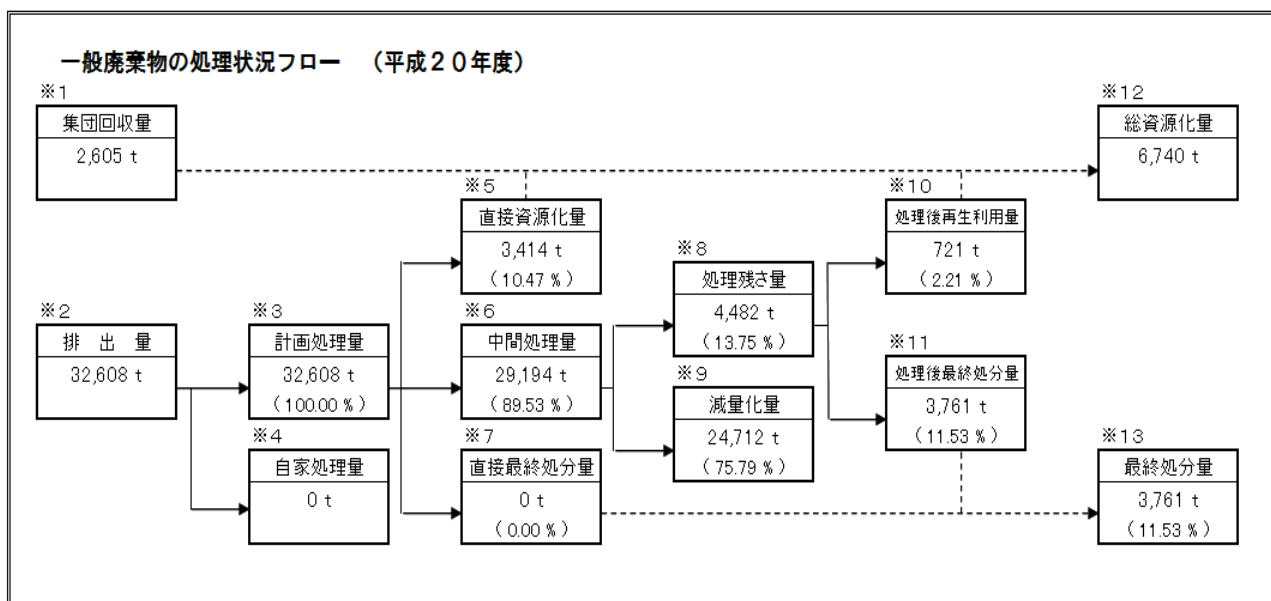 一般廃棄物の処理状況フロー （平成２０年度）
※1
集団回収量
2,605 t
※12
総資源化量
6,740 t
※5
直接資源化量
3,414 t
（10.47 %）
※10
処理後再生利用量
721 t
（2.21 %）
※8
処理残さ量
4,482 t
（13.75 %）
※2
排 出 量
32,608 t
※3
計画処理量
32,608 t
（100.00 %）
※6
中間処理量
29,194 t
（89.53 %）
※11
処理後最終処分量
3,761 t
（11.53 %）
※9
減量化量
24,712 t
（75.79 %）
※4
自家処理量
0 t
※7
直接最終処分量
0 t
（0.00 %）
※13
最終処分量
3,761 t
（11.53 %）